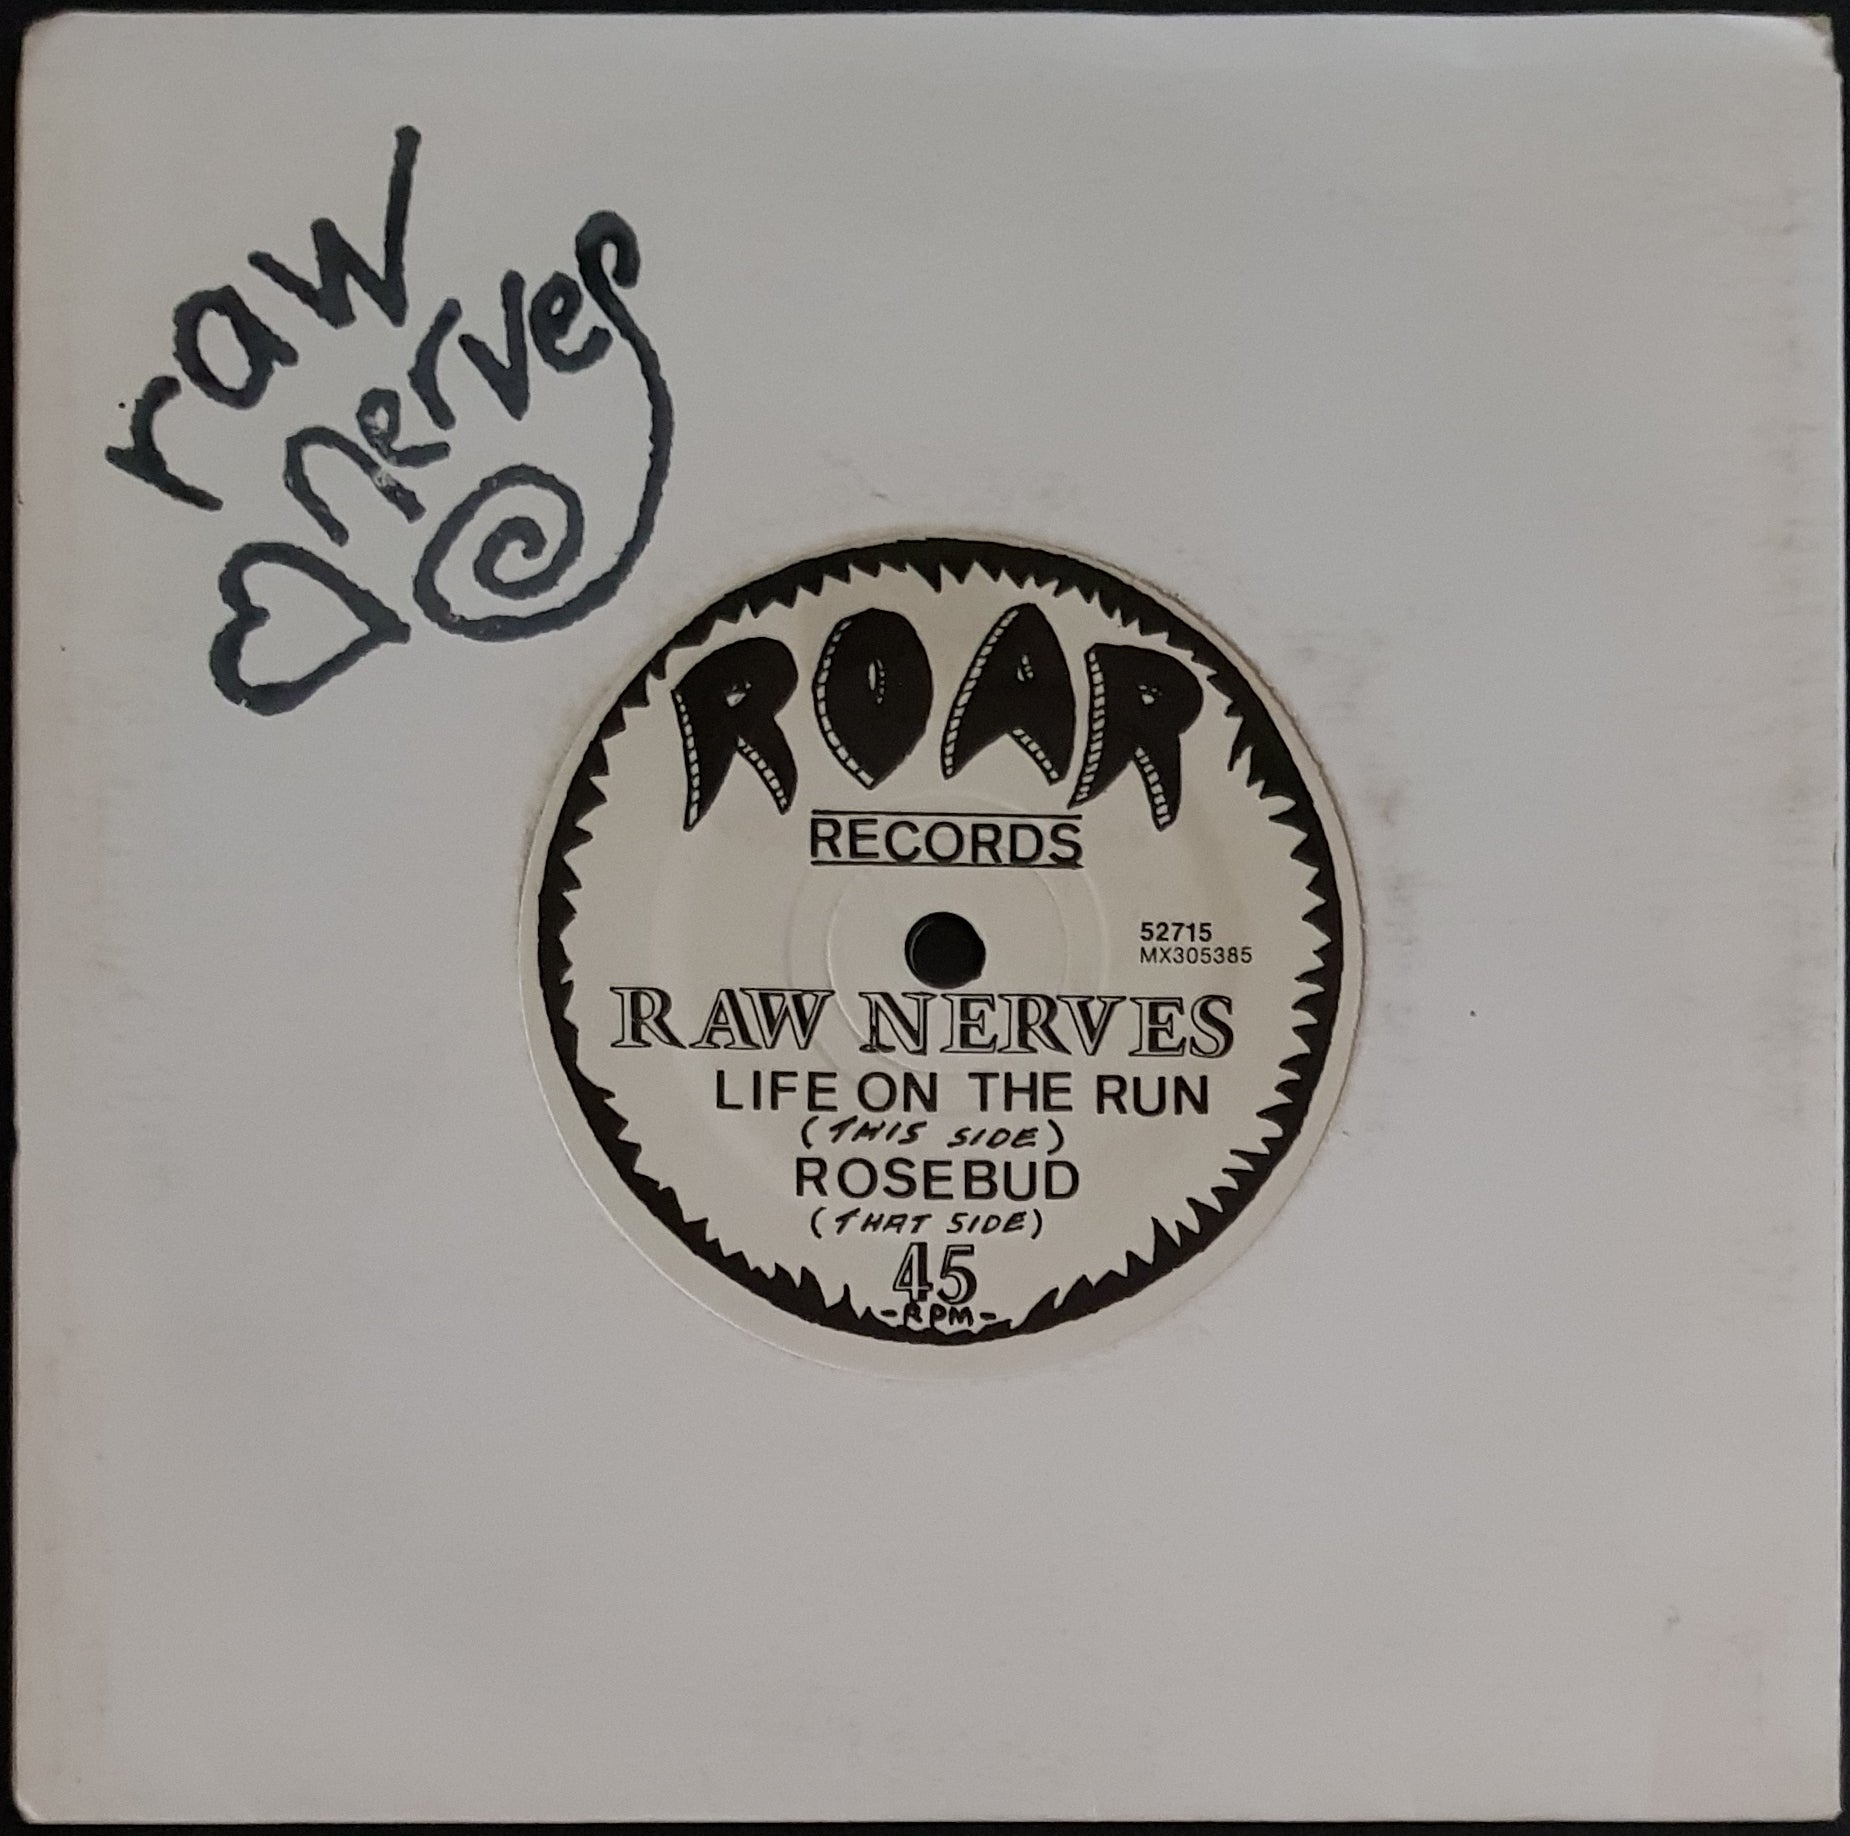 raw
nerves
ROAR
RECORDS
52715
MX305385
RAW NERVES
LIFE ON THE RUN
(THIS SIDE)
ROSEBUD
(THAT SIDE)
45
-RPM-